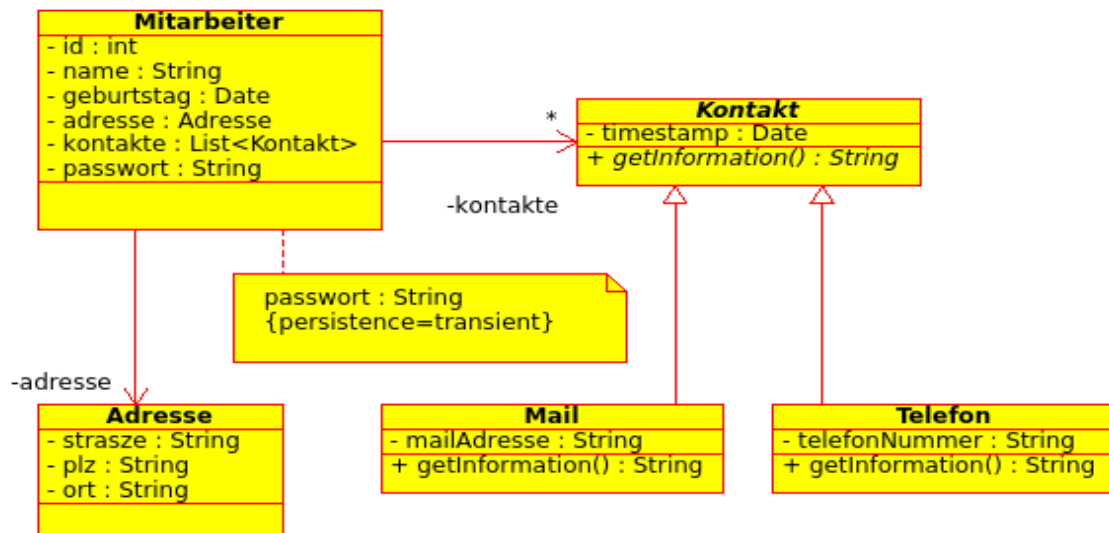 Mitarbeiter
- id : int
- name : String
- geburtstag : Date
- adresse : Adresse
- kontakte : List<Kontakt>
- passwort : String
*
Kontakt
- timestamp : Date
+ getInformation() : String
-kontakte
passwort : String
{persistence=transient}
-adresse
Adresse
- strasze : String
- plz : String
- ort : String
Mail
- mailAdresse : String
+ getInformation() : String
Telefon
- telefonNummer : String
+ getInformation() : String